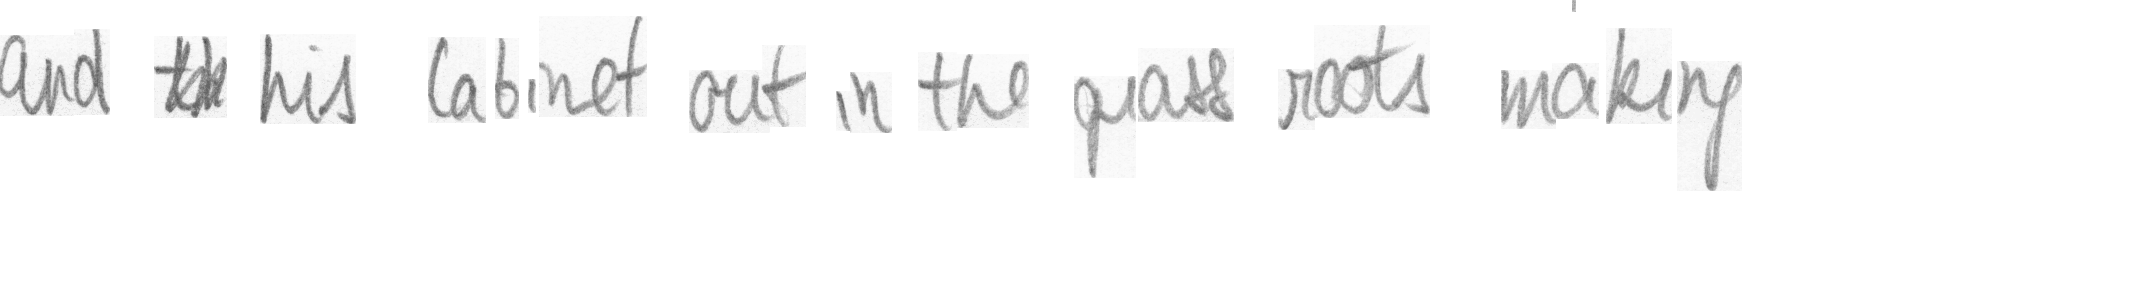 and his Cabinet out in the grass roots making